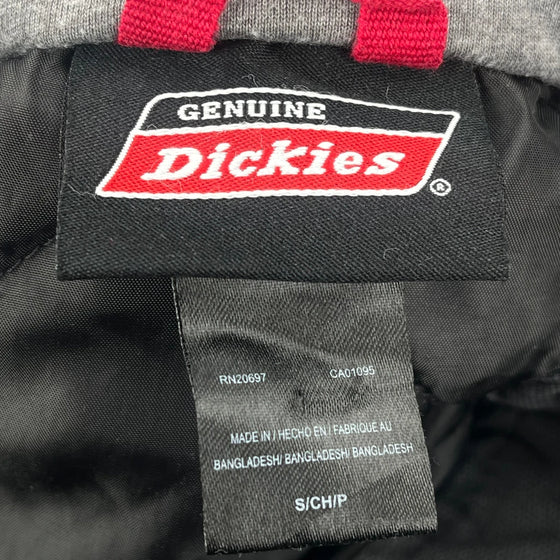 GENUINE
Dickies
®
RN20697 CA01095
MADE IN / HECHO EN / FABRIQUE AU
BANGLADESH/ BANGLADESH/ BANGLADESH
S/CH/P